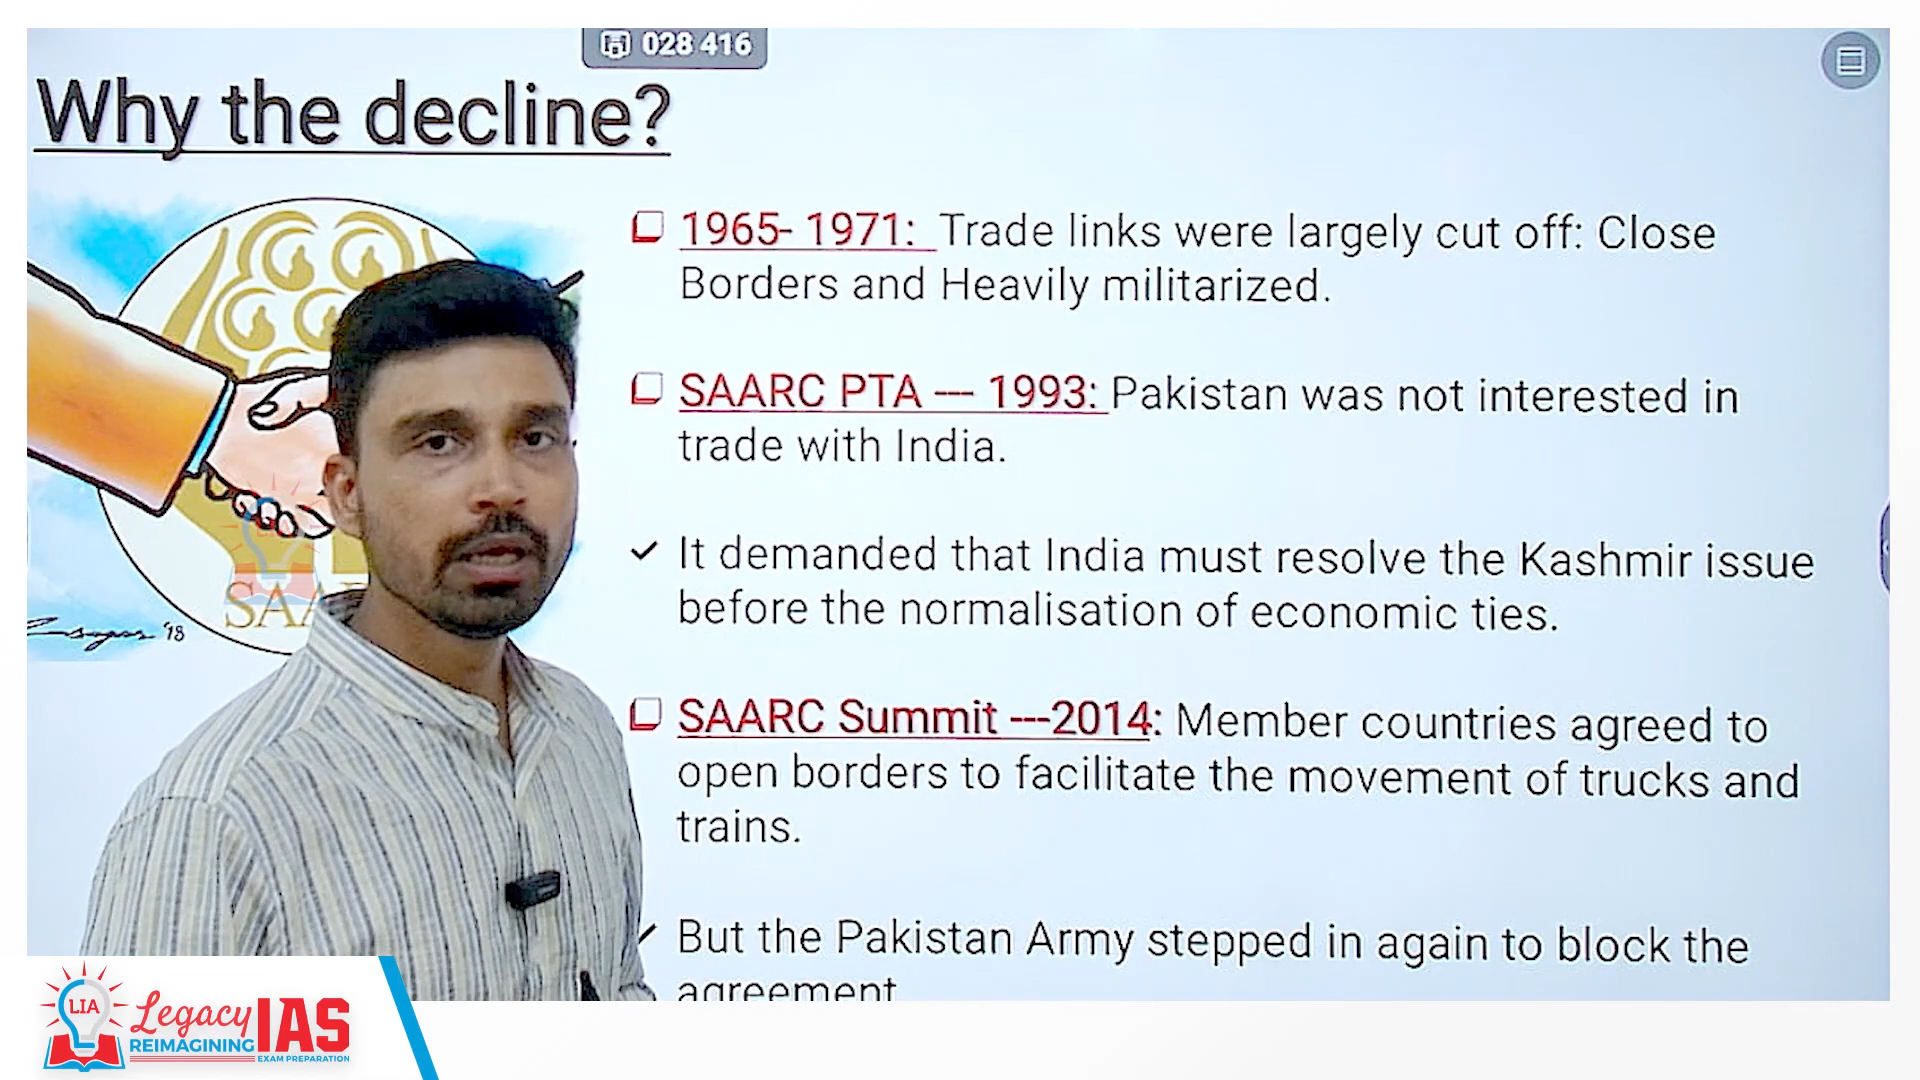 028 416
Why the decline?
1965- 1971: Trade links were largely cut off: Close
Borders and Heavily militarized.
SAARC PTA --- 1993: Pakistan was not interested in
trade with India.
It demanded that India must resolve the Kashmir issue
before the normalisation of economic ties.
SAARC Summit ---2014: Member countries agreed to
open borders to facilitate the movement of trucks and
trains.
But the Pakistan Army stepped in again to block the
agreement
SAA
'18
LIA
Legacy IAS
REIMAGINING
EXAM PREPARATION